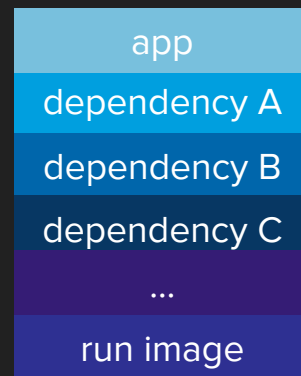 app
dependency A
dependency B
dependency C
...
run image